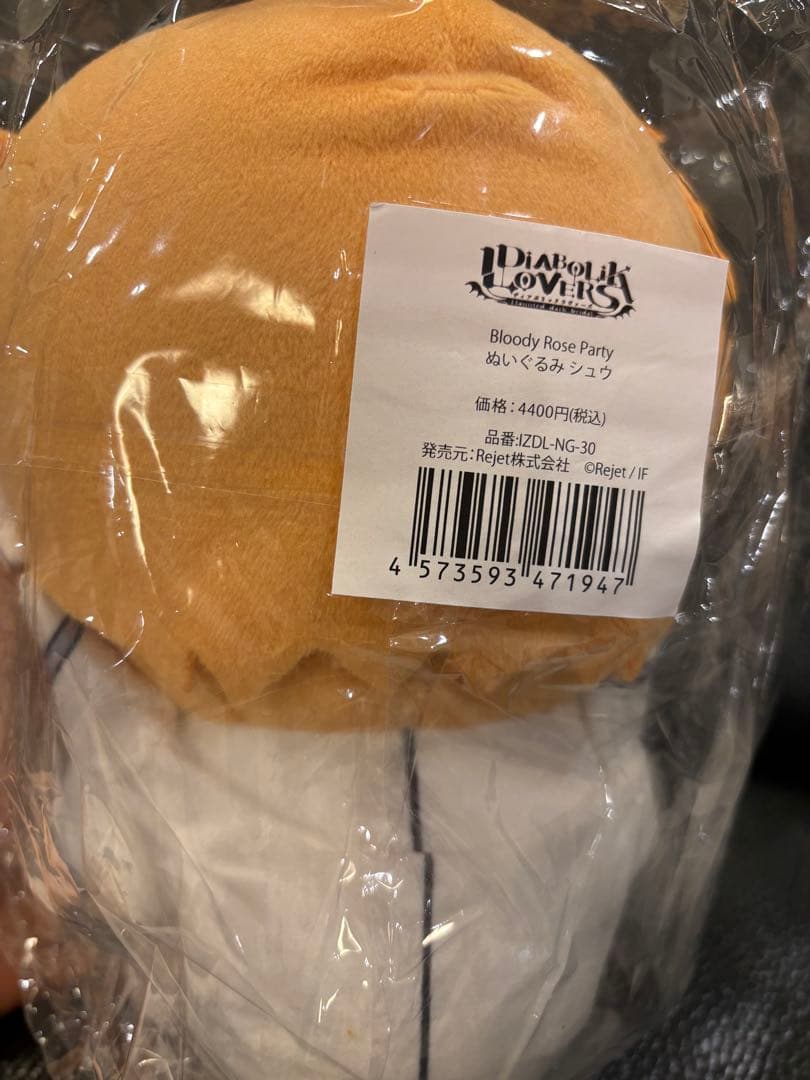 DIABOLIK
LOVERS
Bloody Rose Party
ぬいぐるみ シュウ
価格：4400円(税込)
品番:IZDL-NG-30
発売元：Rejet株式会社 ©Rejet / IF
4 573593 471947